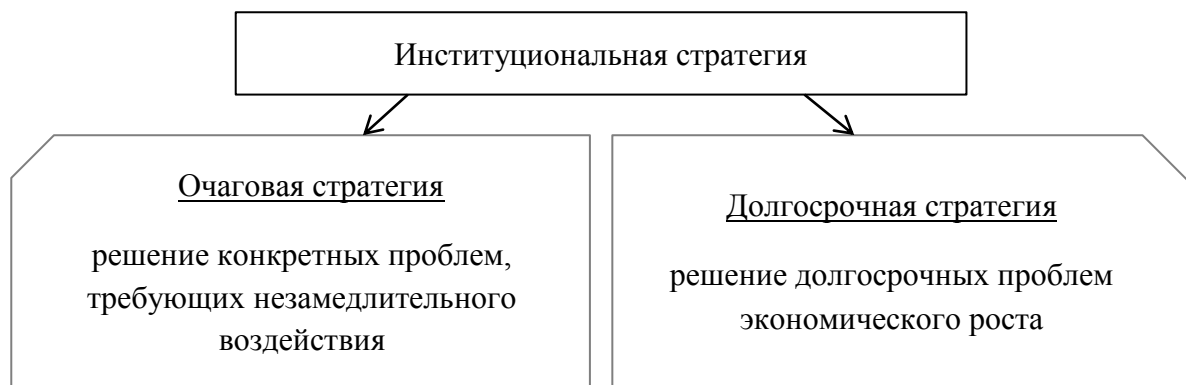 Институциональная стратегия
Очаговая стратегия
решение конкретных проблем,
требующих незамедлительного
воздействия
Долгосрочная стратегия
решение долгосрочных проблем
экономического роста